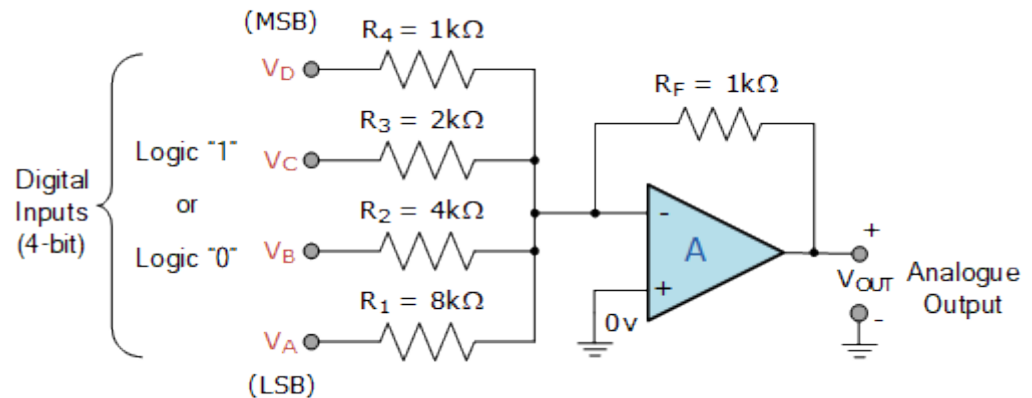 (MSB)
R4 = 1kΩ
VD
RF = 1kΩ
R3 = 2kΩ
Logic "1"
VC
Digital
Inputs
(4-bit)
or
R2 = 4kΩ
-
A
+
Logic "0"
VB
+
VOUT
Analogue
Output
-
R1 = 8kΩ
0v
VA
(LSB)